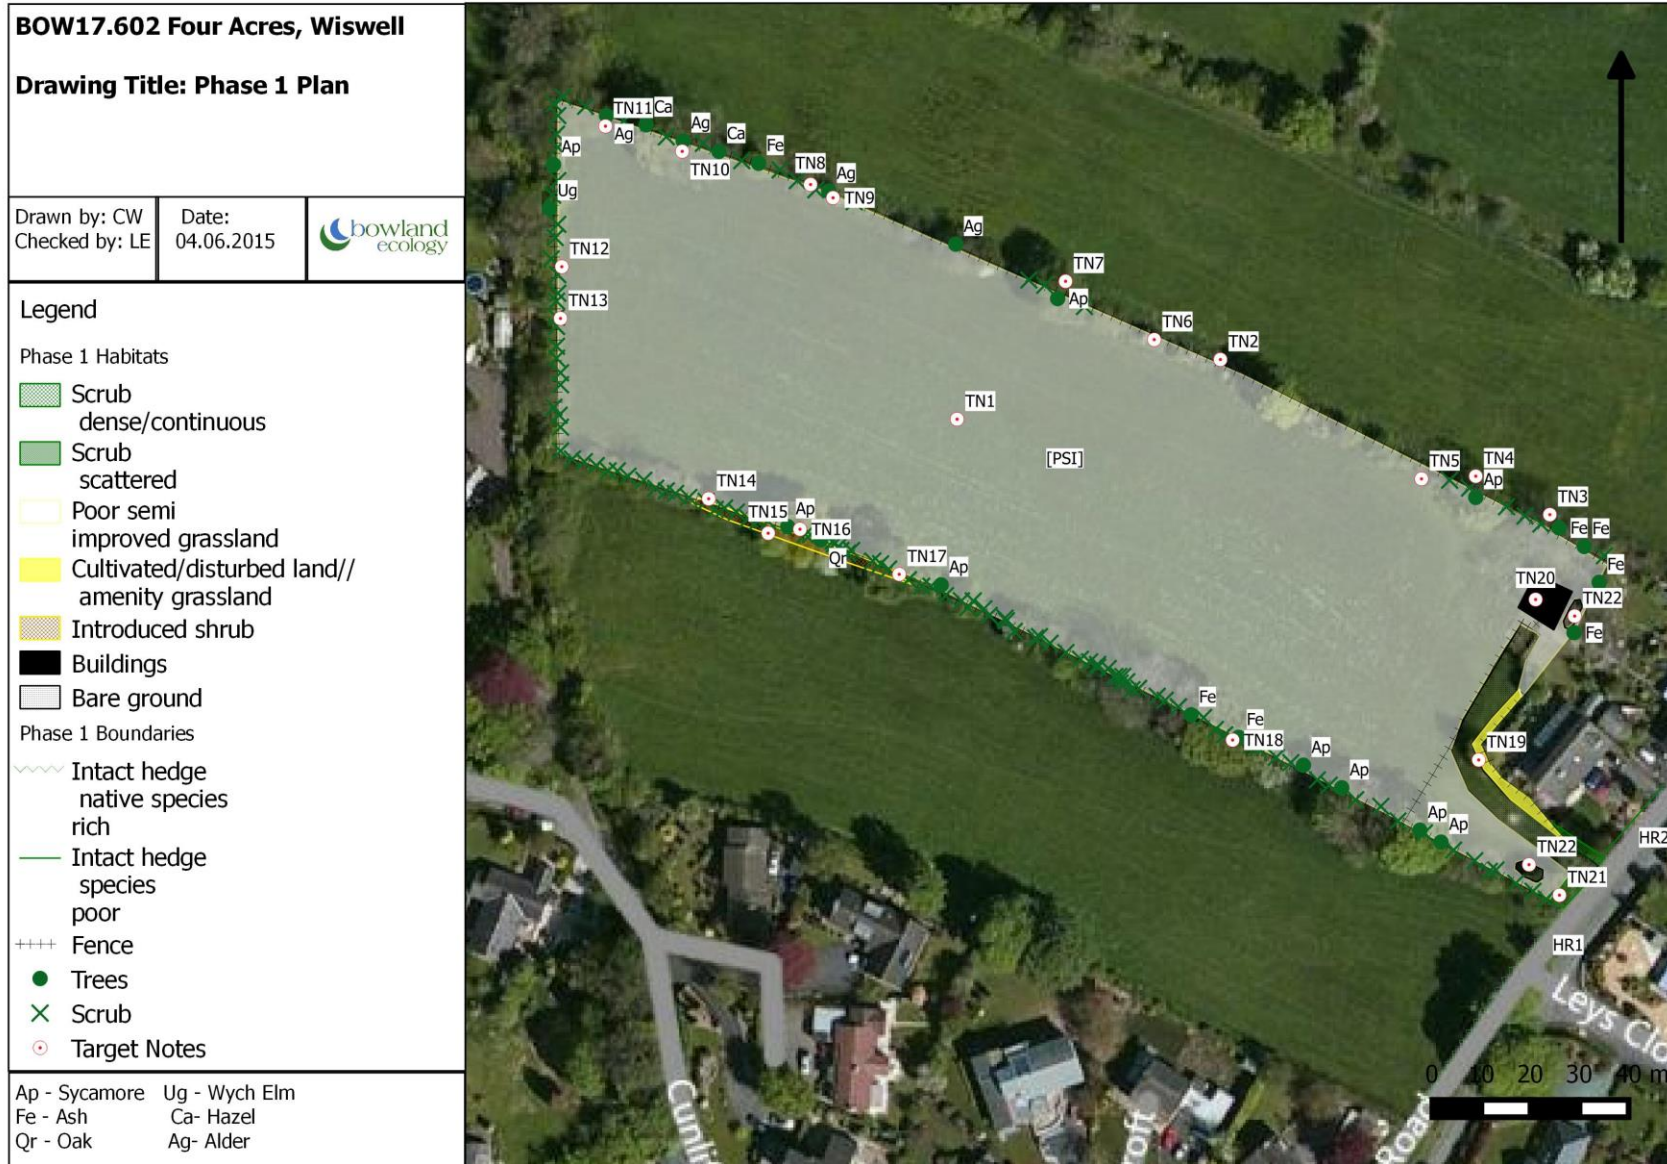 BOW17.602 Four Acres, Wiswell
Drawing Title: Phase 1 Plan
Drawn by: CW
Checked by: LE
Date:
04.06.2015
bowland
ecology
Legend
Phase 1 Habitats
Scrub
dense/continuous
Scrub
scattered
Poor semi
improved grassland
Cultivated/disturbed land//
amenity grassland
Introduced shrub
Buildings
Bare ground
Phase 1 Boundaries
Intact hedge
native species
rich
Intact hedge
species
poor
Fence
Trees
Scrub
Target Notes
Ap - Sycamore Ug - Wych Elm
Fe - Ash Ca- Hazel
Qr - Oak Ag- Alder
TN11
Ca
Ag
Ag
Ca
TN10
Fe
TN8
Ag
TN9
Ap
Ug
TN12
TN13
Ag
TN7
Ap
TN6
TN2
TN1
[PSI]
TN5
TN4
Ap
TN3
Fe
Fe
Fe
TN20
TN22
Fe
TN14
TN15
Ap
TN16
Qr
TN17
Ap
Fe
Fe
TN18
Ap
Ap
TN19
Ap
Ap
TN22
TN21
HR2
HR1
Leys Clo
0 10 20 30 40 m
Cunli
roft
Road